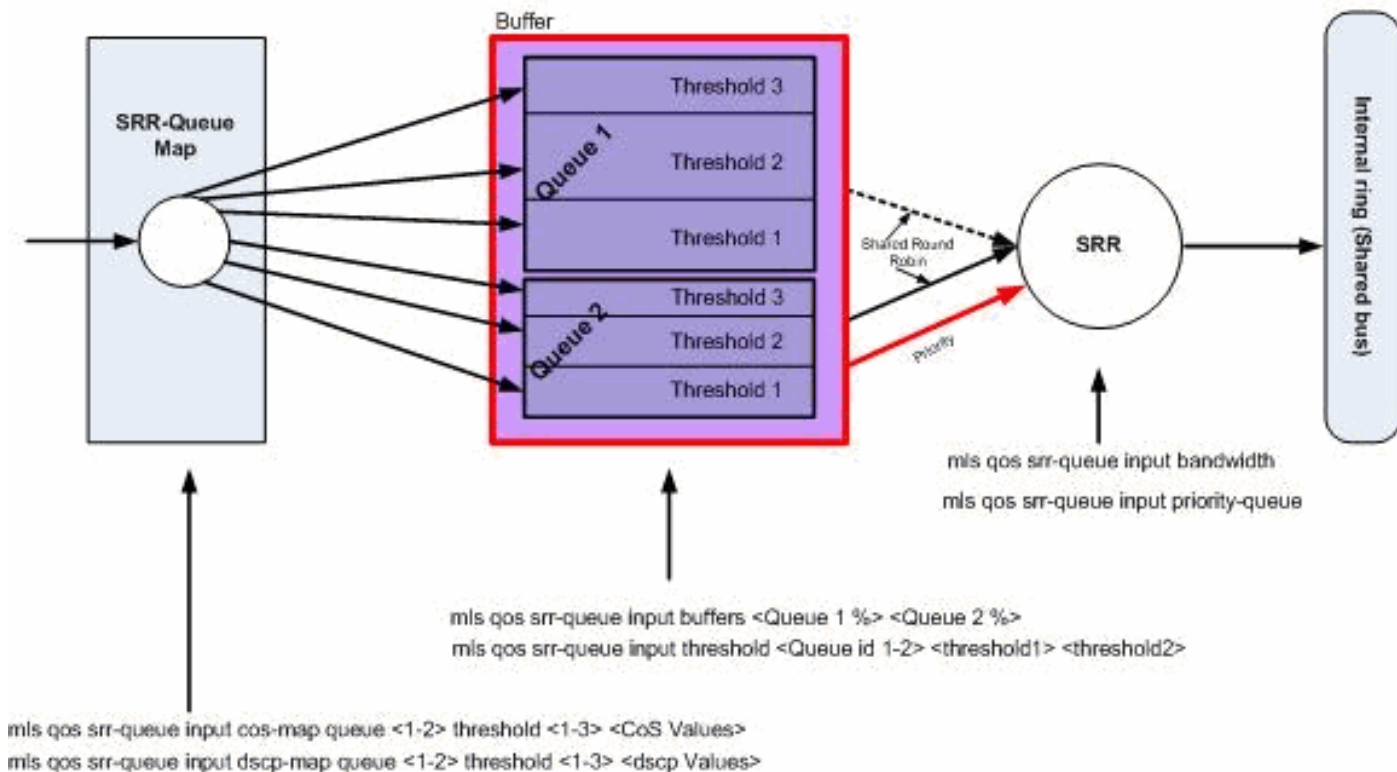 Buffer
SRR-Queue
Map
Queue 1
Threshold 3
Threshold 2
Threshold 1
Queue 2
Threshold 3
Threshold 2
Threshold 1
Shared Round
Robin
Priority
SRR
Internal ring (Shared bus)
mls qos srr-queue input bandwidth
mls qos srr-queue input priority-queue
mls qos srr-queue input buffers <Queue 1 %> <Queue 2 %>
mls qos srr-queue input threshold <Queue id 1-2> <threshold1> <threshold2>
mls qos srr-queue input cos-map queue <1-2> threshold <1-3> <CoS Values>
mls qos srr-queue input dscp-map queue <1-2> threshold <1-3> <dscp Values>